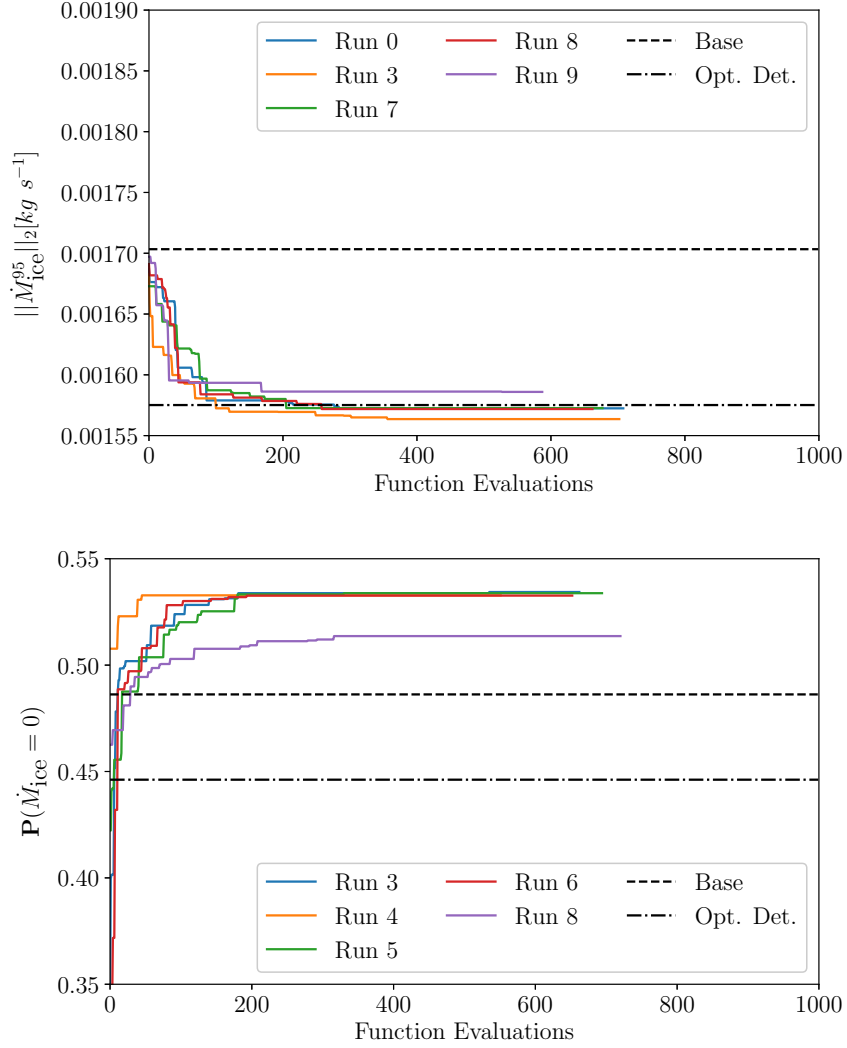 0.00190
0.00185
0.00180
0.00175
0.00170
0.00165
0.00160
0.00155
||Ṁ⁹⁵_ice||₂[kg s⁻¹]
Run 0
Run 3
Run 7
Run 8
Run 9
Base
Opt. Det.
0 200 400 600 800 1000
Function Evaluations
0.55
0.50
0.45
0.40
0.35
P(Ṁ_ice = 0)
Run 3
Run 4
Run 5
Run 6
Run 8
Base
Opt. Det.
0 200 400 600 800 1000
Function Evaluations